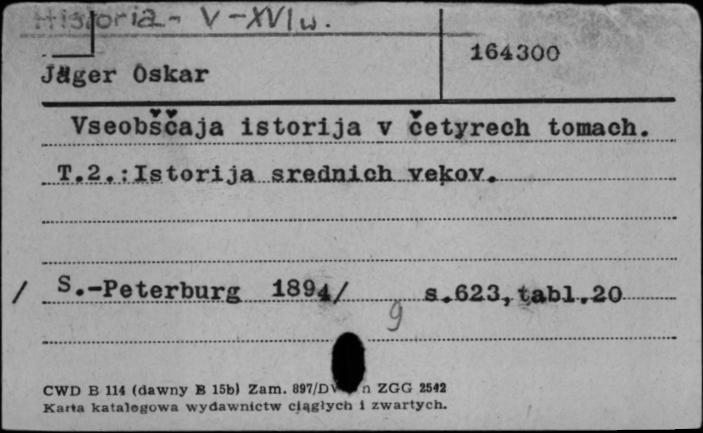 Historia - V-XVI w.
164300
Jäger Oskar
Vseobščaja istorija v četyrech tomach.
T.2.:Istorija srednich vekov.
/ S.-Peterburg 1894/ s.623,tabl.20
9
CWD B 114 (dawny B 15b) Zam. 897/ ZGG 2542
Karta katalogowa wydawnictw ciągłych i zwartych.